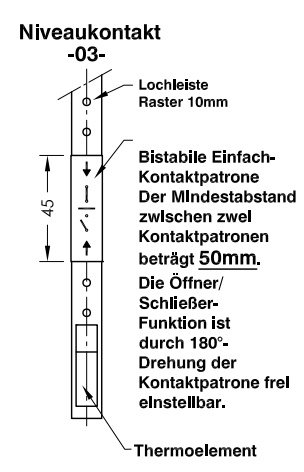 Niveaukontakt
-03-
Lochleiste
Raster 10mm
Bistabile Einfach-
Kontaktpatrone
Der Mindestabstand
zwischen zwei
Kontaktpatronen
beträgt 50mm.
Die Öffner/
Schließer-
Funktion ist
durch 180°-
Drehung der
Kontaktpatrone frei
einstellbar.
45
Thermoelement